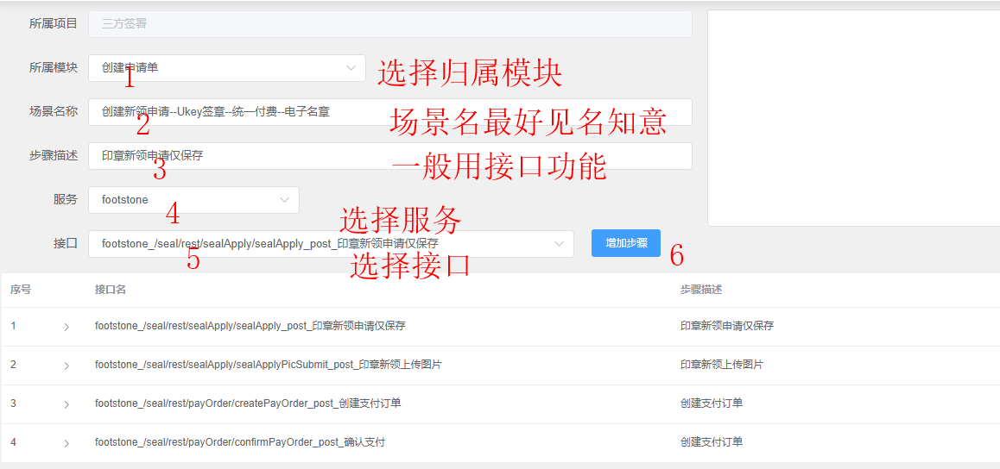 所属项目 三方签署
所属模块 创建申请单 选择归属模块
1
场景名称 创建新领申请--Ukey签章--统一付费--电子名章 场景名最好见名知意
2
步骤描述 印章新领申请仅保存 一般用接口功能
3
服务 footstone
4 选择服务
接口 footstone_/seal/rest/sealApply/sealApply_post_印章新领申请仅保存 增加步骤 6
5 选择接口
序号 接口名 步骤描述
1 footstone_/seal/rest/sealApply/sealApply_post_印章新领申请仅保存 印章新领申请仅保存
2 footstone_/seal/rest/sealApply/sealApplyPicSubmit_post_印章新领上传图片 印章新领上传图片
3 footstone_/seal/rest/payOrder/createPayOrder_post_创建支付订单 创建支付订单
4 footstone_/seal/rest/payOrder/confirmPayOrder_post_确认支付 创建支付订单